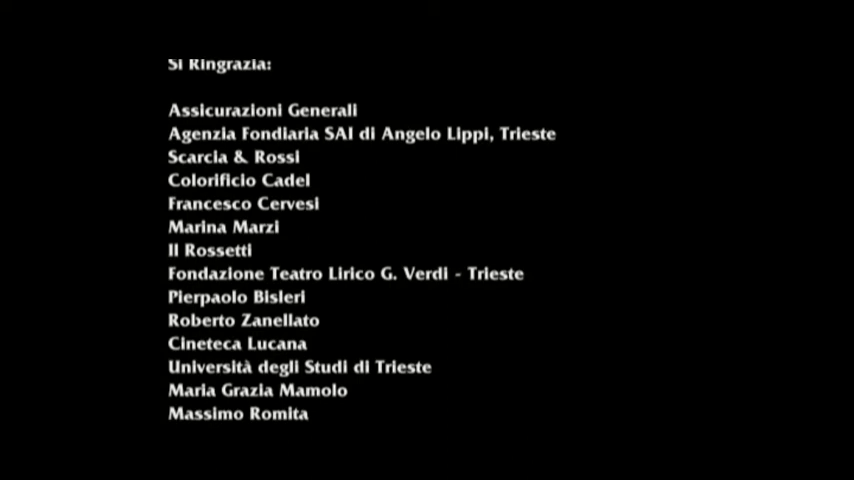 Si Ringrazia:
Assicurazioni Generali
Agenzia Fondiaria SAI di Angelo Lippi, Trieste
Scarcia & Rossi
Colorificio Cadel
Francesco Cervesi
Marina Marzi
Il Rossetti
Fondazione Teatro Lirico G. Verdi - Trieste
Pierpaolo Bisleri
Roberto Zanellato
Cineteca Lucana
Università degli Studi di Trieste
Maria Grazia Mamolo
Massimo Romita